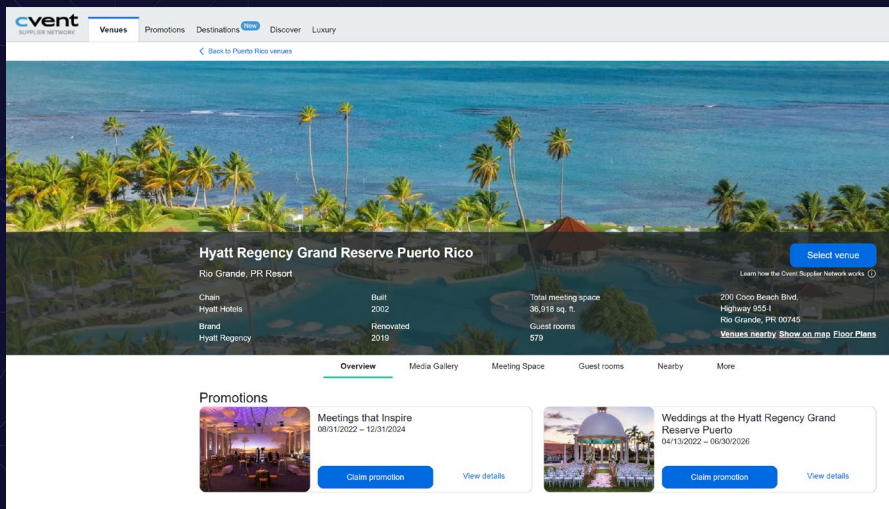 cvent
SUPPLIER NETWORK
Venues
Promotions
Destinations New
Discover
Luxury
Back to Puerto Rico venues
Hyatt Regency Grand Reserve Puerto Rico
Rio Grande, PR Resort
Select venue
Learn how the Cvent Supplier Network works
Chain
Hyatt Hotels
Brand
Hyatt Regency
Built
2002
Renovated
2019
Total meeting space
36,918 sq. ft.
Guest rooms
579
200 Coco Beach Blvd.
Highway 955-I
Rio Grande, PR 00745
Venues nearby Show on map Floor Plans
Overview
Media Gallery
Meeting Space
Guest rooms
Nearby
More
Promotions
Meetings that Inspire
08/31/2022 – 12/31/2024
Claim promotion
View details
Weddings at the Hyatt Regency Grand
Reserve Puerto
04/13/2022 – 06/30/2026
Claim promotion
View details